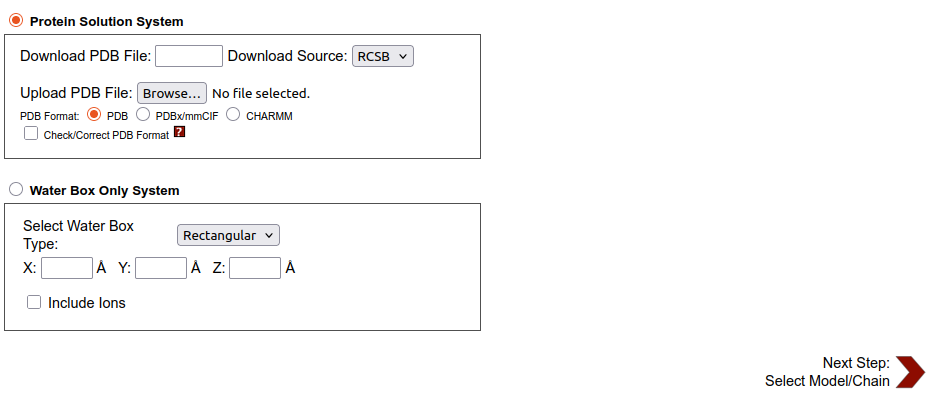 Protein Solution System
Download PDB File: Download Source: RCSB
Upload PDB File: Browse... No file selected.
PDB Format: PDB PDBx/mmCIF CHARMM
Check/Correct PDB Format ?
Water Box Only System
Select Water Box
Type:
Rectangular
X: Å Y: Å Z: Å
Include Ions
Next Step:
Select Model/Chain